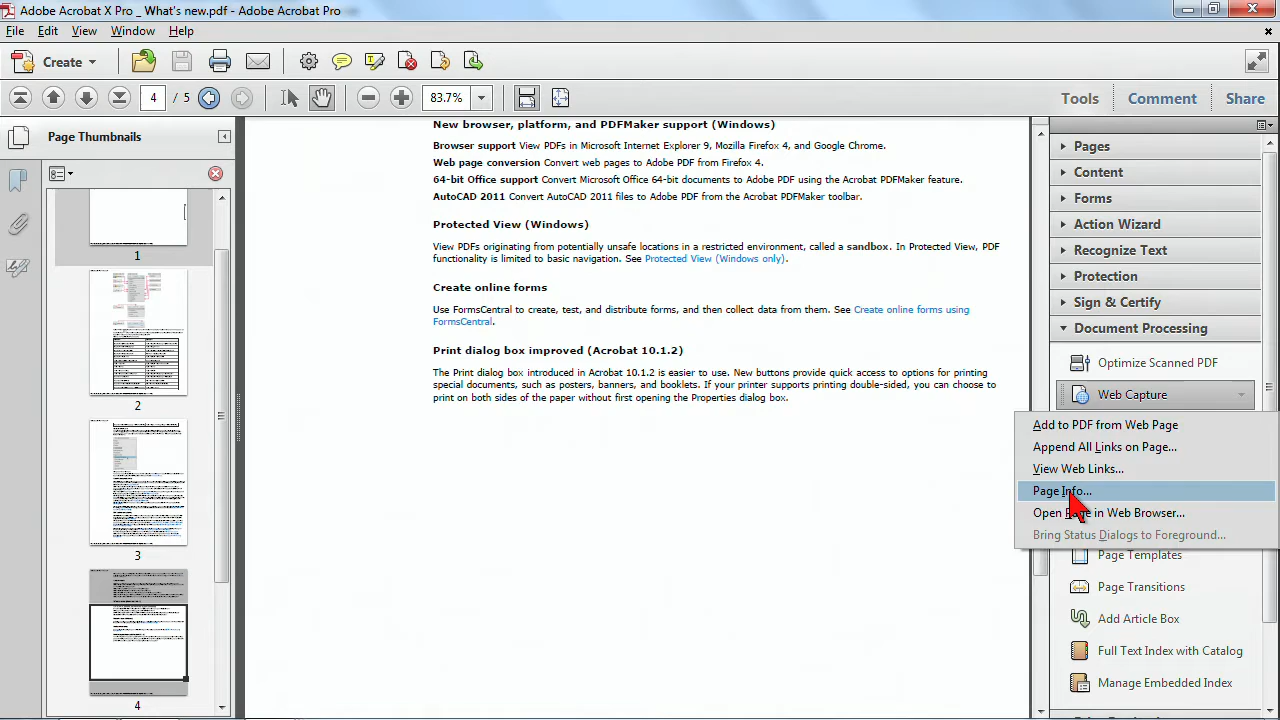 Adobe Acrobat X Pro _ What's new.pdf - Adobe Acrobat Pro
File Edit View Window Help
Create
4 / 5 83.7% Tools Comment Share
Page Thumbnails
1
2
3
4
New browser, platform, and PDFMaker support (Windows)
Browser support View PDFs in Microsoft Internet Explorer 9, Mozilla Firefox 4, and Google Chrome.
Web page conversion Convert web pages to Adobe PDF from Firefox 4.
64-bit Office support Convert Microsoft Office 64-bit documents to Adobe PDF using the Acrobat PDFMaker feature.
AutoCAD 2011 Convert AutoCAD 2011 files to Adobe PDF from the Acrobat PDFMaker toolbar.
Protected View (Windows)
View PDFs originating from potentially unsafe locations in a restricted environment, called a sandbox. In Protected View, PDF
functionality is limited to basic navigation. See Protected View (Windows only).
Create online forms
Use FormsCentral to create, test, and distribute forms, and then collect data from them. See Create online forms using
FormsCentral.
Print dialog box improved (Acrobat 10.1.2)
The Print dialog box introduced in Acrobat 10.1.2 is easier to use. New buttons provide quick access to options for printing
special documents, such as posters, banners, and booklets. If your printer supports printing double-sided, you can choose to
print on both sides of the paper without first opening the Properties dialog box.
Pages
Content
Forms
Action Wizard
Recognize Text
Protection
Sign & Certify
Document Processing
Optimize Scanned PDF
Web Capture
Add to PDF from Web Page
Append All Links on Page...
View Web Links...
Page Info...
Open Page in Web Browser...
Bring Status Dialogs to Foreground...
Page Templates
Page Transitions
Add Article Box
Full Text Index with Catalog
Manage Embedded Index